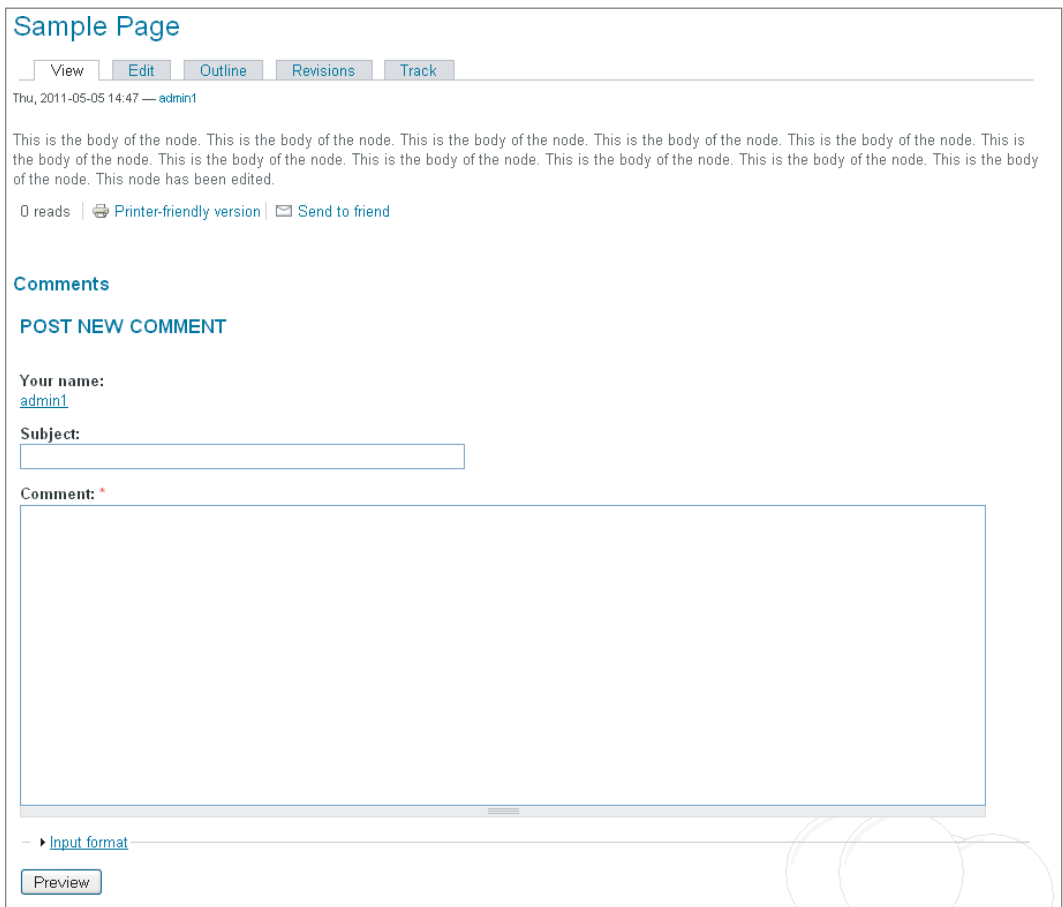 Sample Page
View Edit Outline Revisions Track
Thu, 2011-05-05 14:47 — admin1
This is the body of the node. This is the body of the node. This is the body of the node. This is the body of the node. This is the body of the node. This is
the body of the node. This is the body of the node. This is the body of the node. This is the body of the node. This is the body of the node. This is the body
of the node. This node has been edited.
0 reads Printer-friendly version Send to friend
Comments
POST NEW COMMENT
Your name:
admin1
Subject:
Comment: *
Input format
Preview